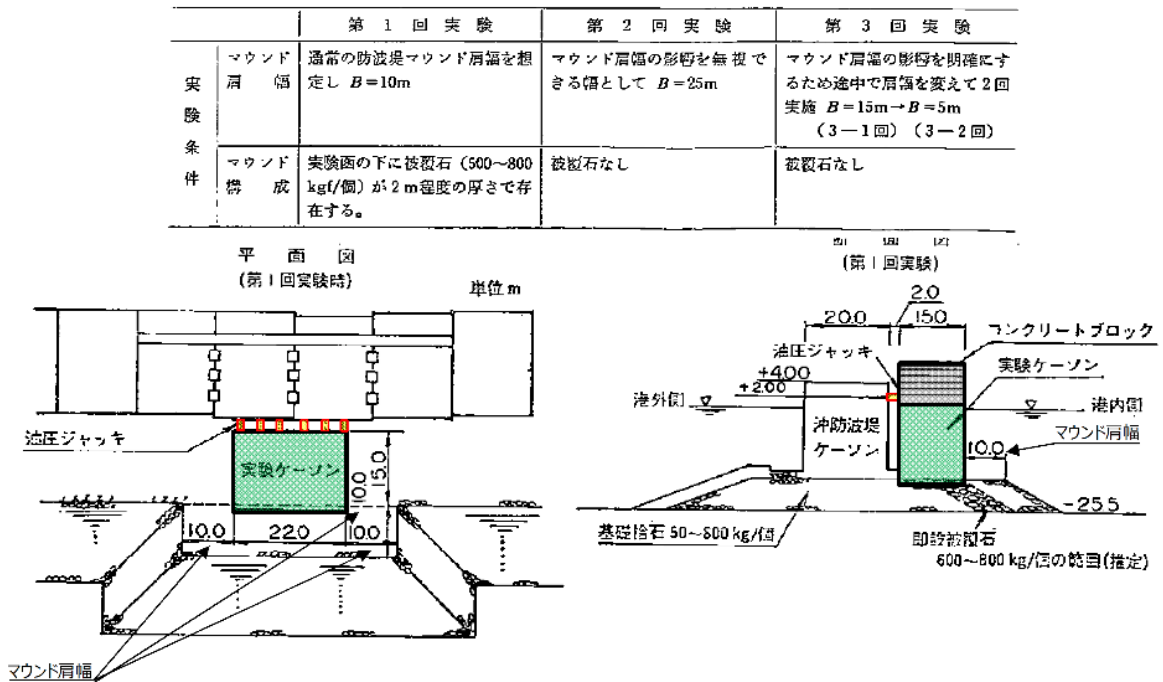 第1回実験 第2回実験 第3回実験
実験条件
マウンド肩幅
通常の防波堤マウンド肩幅を想
定し B=10m
マウンド肩幅の影響を無視で
きる幅として B=25m
マウンド肩幅の影響を明確にす
るため途中で肩幅を変えて2回
実施 B=15m→B=5m
(3―1回) (3―2回)
マウンド構成
実験函の下に被覆石 (500~800
kgf/個) が2m程度の厚さで存
在する。
被覆石なし
被覆石なし
平面図
(第1回実験時)
単位m
油圧ジャッキ
実験ケーソン
15.0
10.0
10.0 22.0 10.0
マウンド肩幅
断面図
(第1回実験)
2.0
20.0 15.0
コンクリートブロック
油圧ジャッキ
実験ケーソン
+4.00
+2.00
港外側
港内側
沖防波堤
ケーソン
マウンド肩幅
10.0
-25.5
基礎捨石 50~800kg/個
既設被覆石
600~800kg/個の範囲(推定)